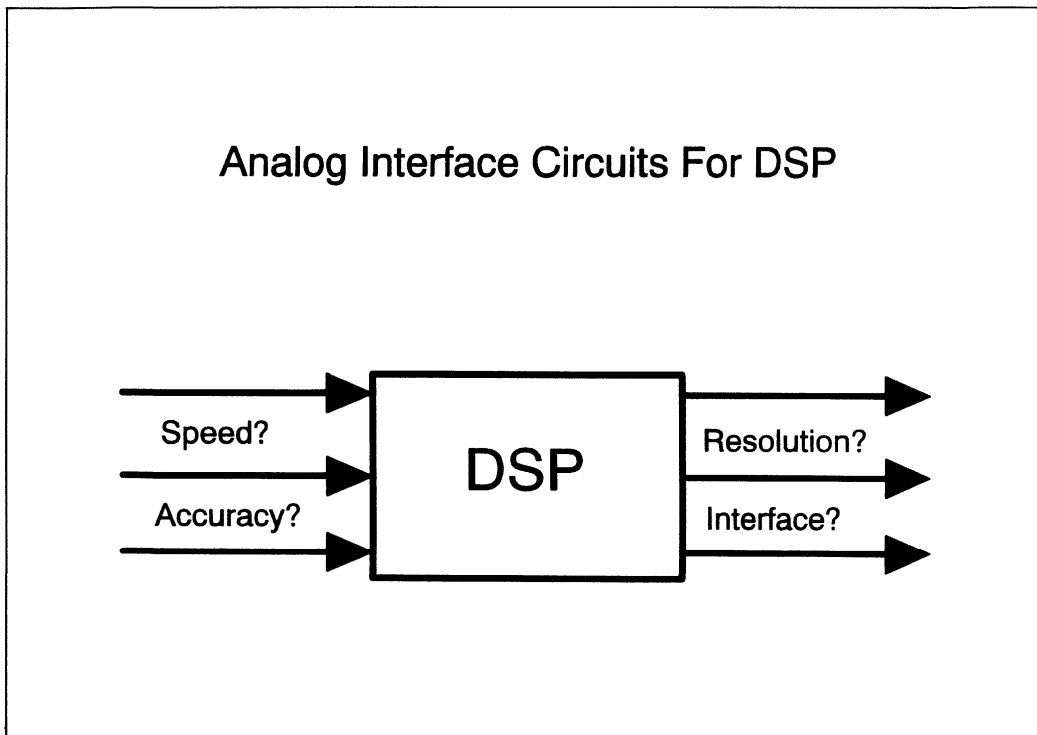 Analog Interface Circuits For DSP
Speed?
Accuracy?
DSP
Resolution?
Interface?